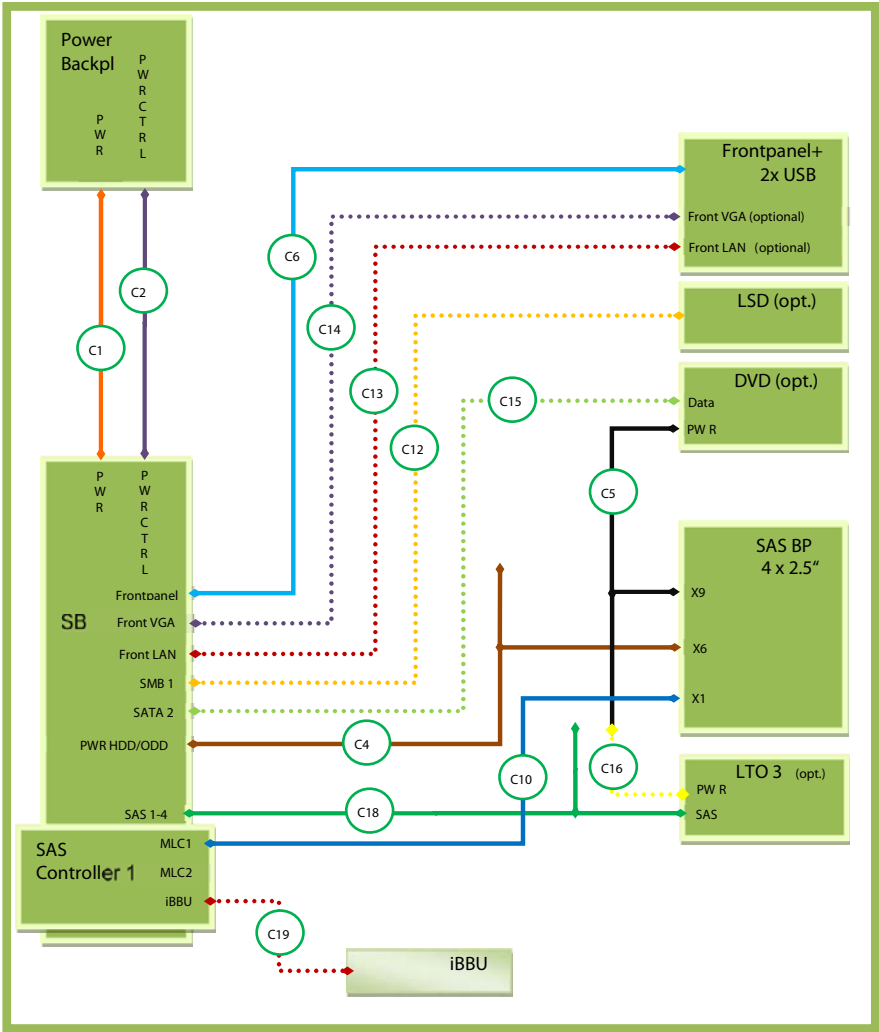 Power
Backpl
PWRCTRL
PWR
Frontpanel+
2x USB
Front VGA (optional)
Front LAN (optional)
C6
C2
C14
C1
LSD (opt.)
C13
DVD (opt.)
Data
PW R
C15
C12
C5
PWR
PWRCTRL
SAS BP
4 x 2.5“
X9
X6
X1
SB
Frontpanel
Front VGA
Front LAN
SMB 1
SATA 2
PWR HDD/ODD
SAS 1-4
C4
C10
C16
C18
LTO 3 (opt.)
PW R
SAS
SAS
Controller 1
MLC1
MLC2
iBBU
C19
iBBU